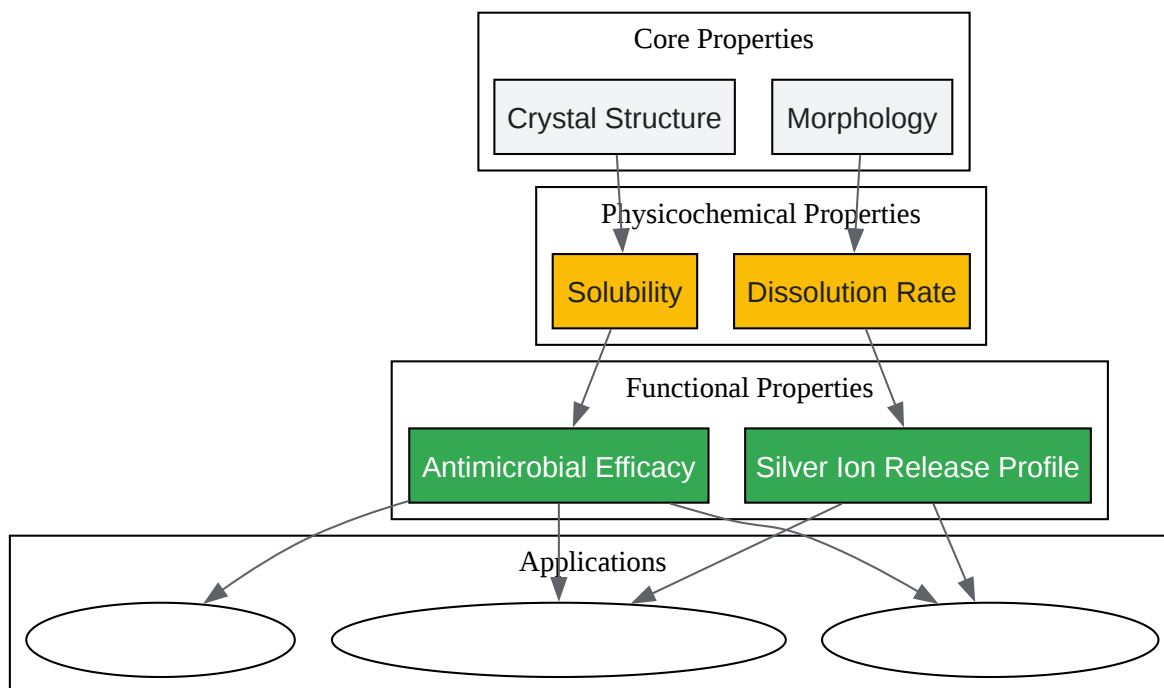 Core Properties
Crystal Structure
Morphology
Physicochemical Properties
Solubility
Dissolution Rate
Functional Properties
Antimicrobial Efficacy
Silver Ion Release Profile
Applications